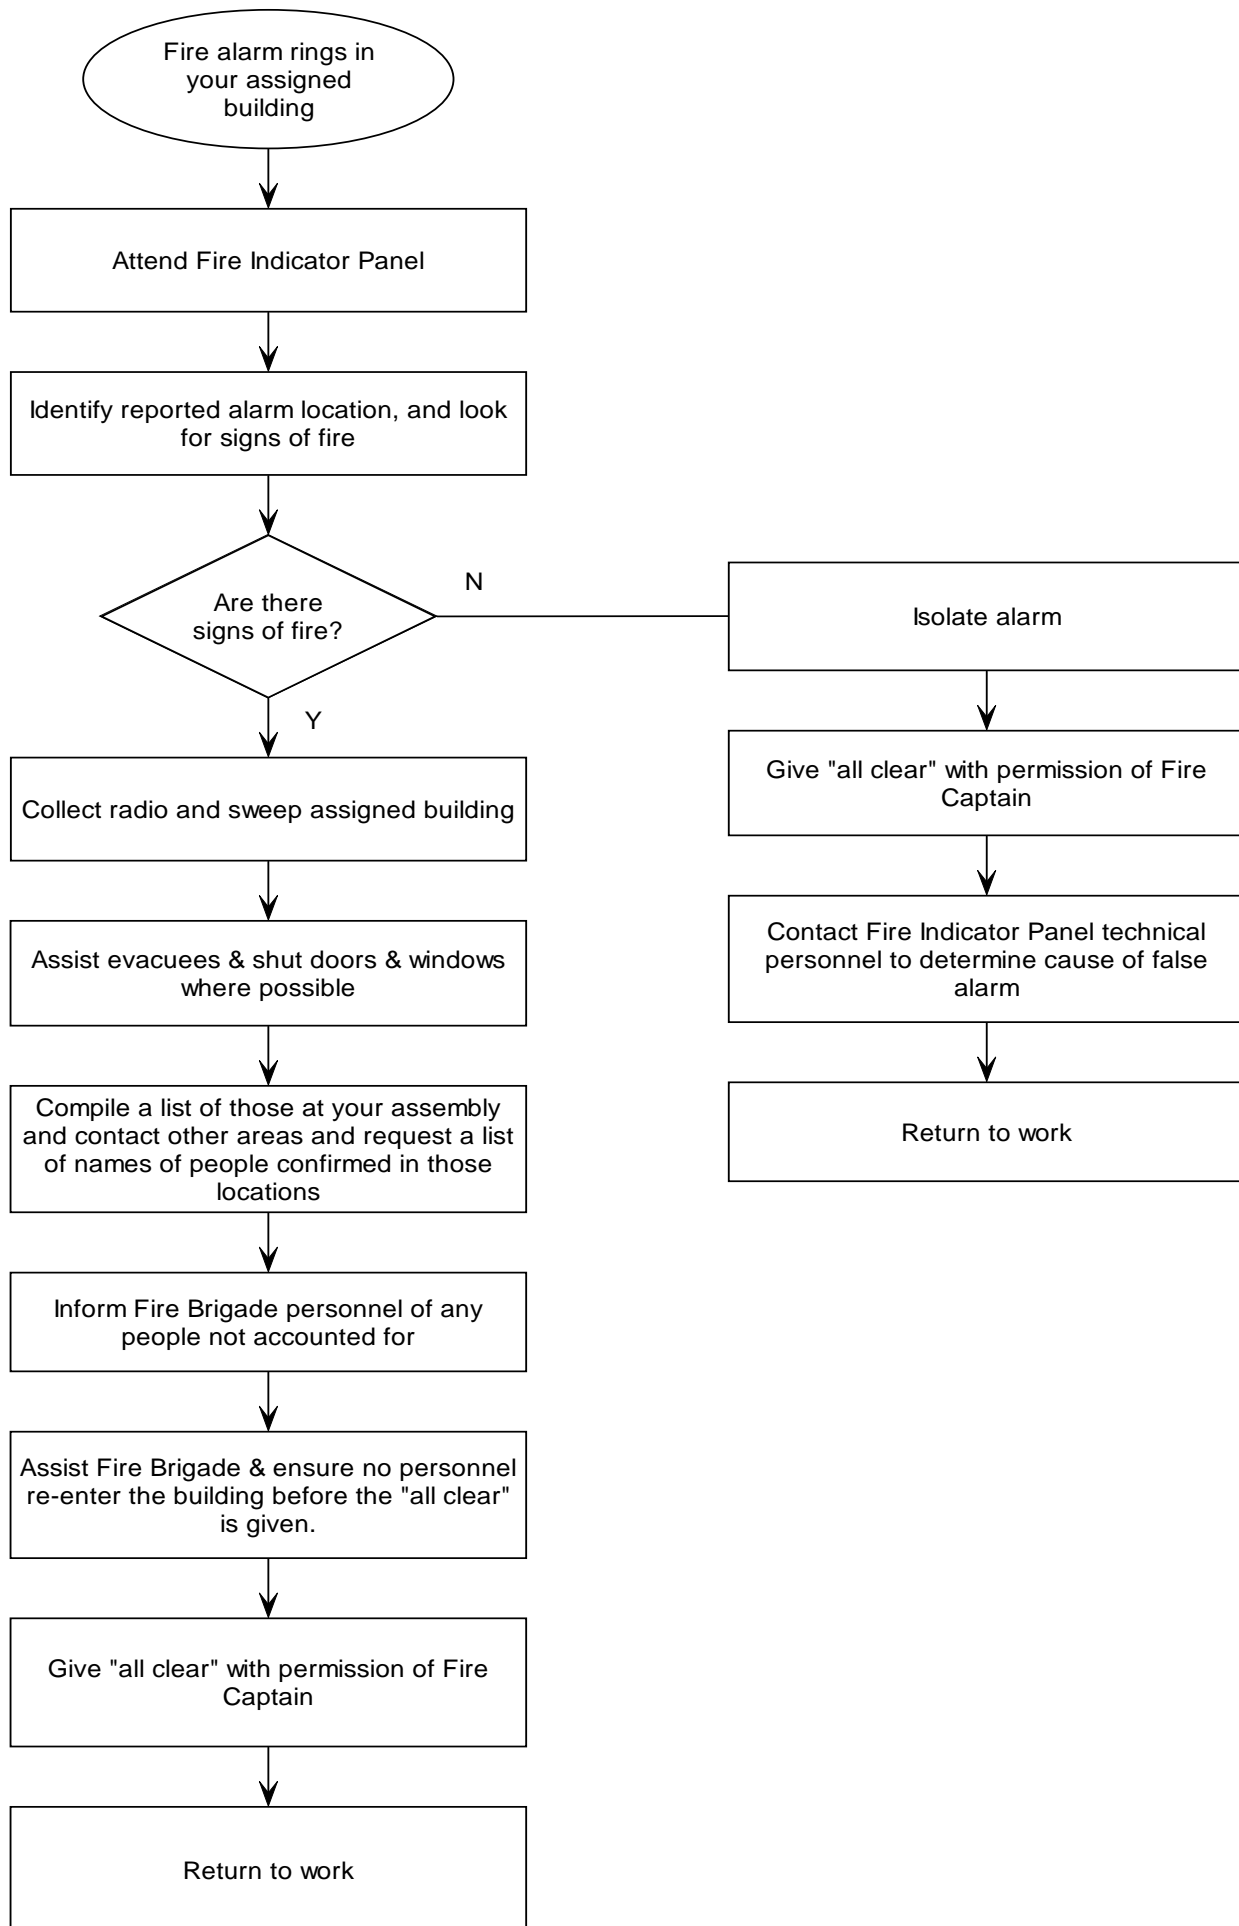 Fire alarm rings in
your assigned
building
Attend Fire Indicator Panel
Identify reported alarm location, and look
for signs of fire
Are there
signs of fire?
N
Y
Isolate alarm
Give "all clear" with permission of Fire
Captain
Contact Fire Indicator Panel technical
personnel to determine cause of false
alarm
Return to work
Collect radio and sweep assigned building
Assist evacuees & shut doors & windows
where possible
Compile a list of those at your assembly
and contact other areas and request a list
of names of people confirmed in those
locations
Inform Fire Brigade personnel of any
people not accounted for
Assist Fire Brigade & ensure no personnel
re-enter the building before the "all clear"
is given.
Give "all clear" with permission of Fire
Captain
Return to work